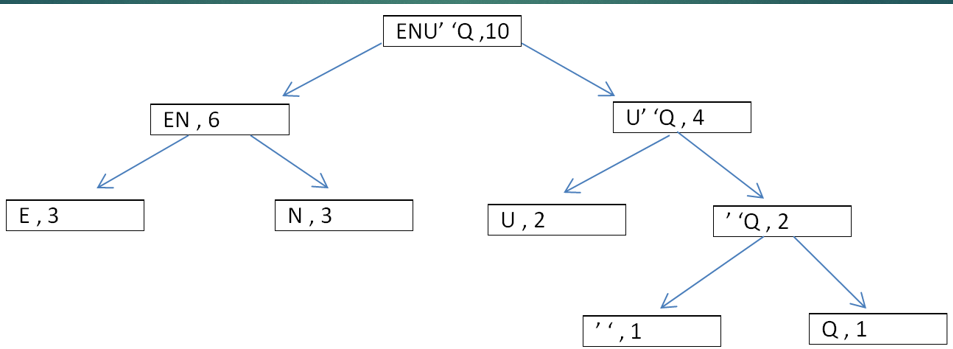 ENU’ ‘Q ,10
EN , 6
U’ ‘Q , 4
E , 3
N , 3
U , 2
’ ‘Q , 2
’ ‘ , 1
Q , 1